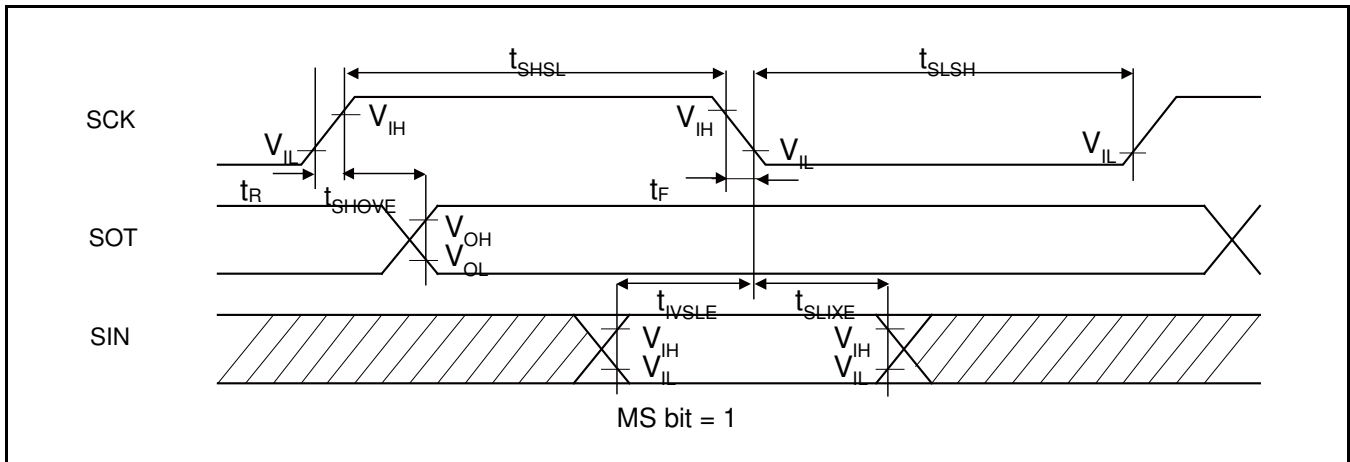 tSHSL
tSLSH
SCK
VIH
VIH
VIL
VIL
VIL
tR
tSHOVE
tF
SOT
VOH
VOL
tIVSLE
tSLIXE
SIN
VIH
VIH
VIL
VIL
MS bit = 1